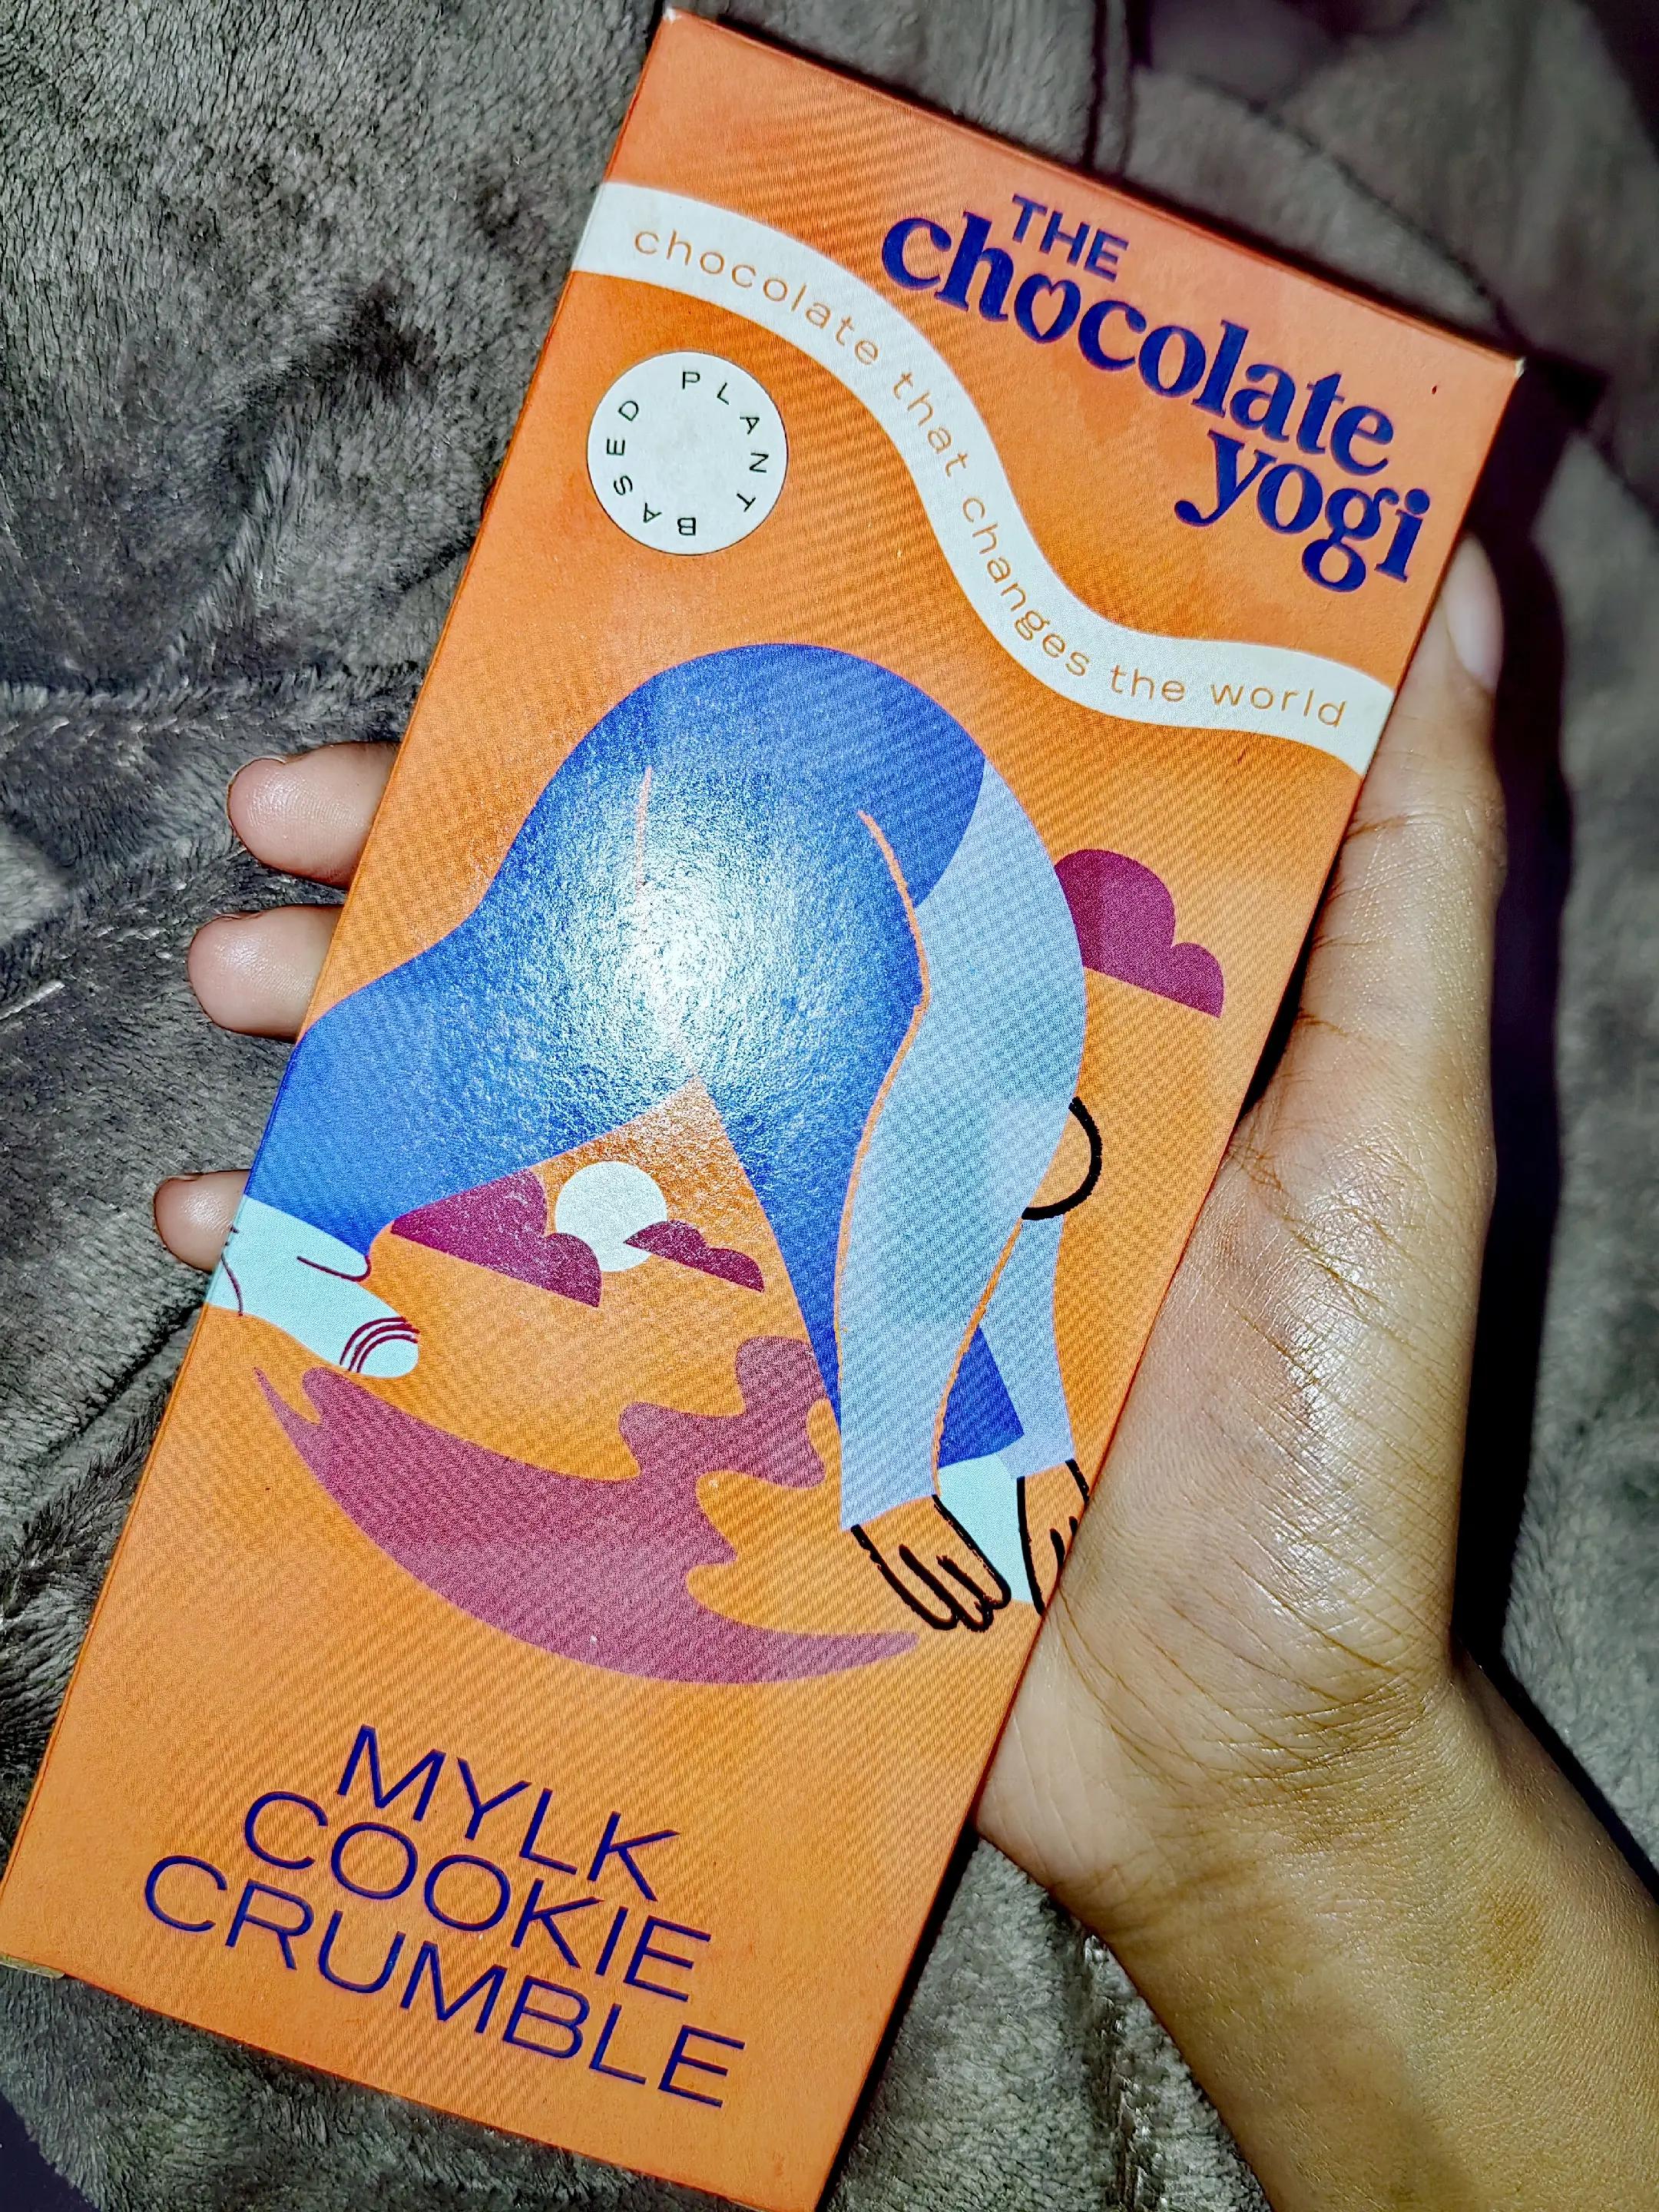 THE
chocolate
yogi
chocolate that changes the world
PLANT BASED
MYLK
COOKIE
CRUMBLE